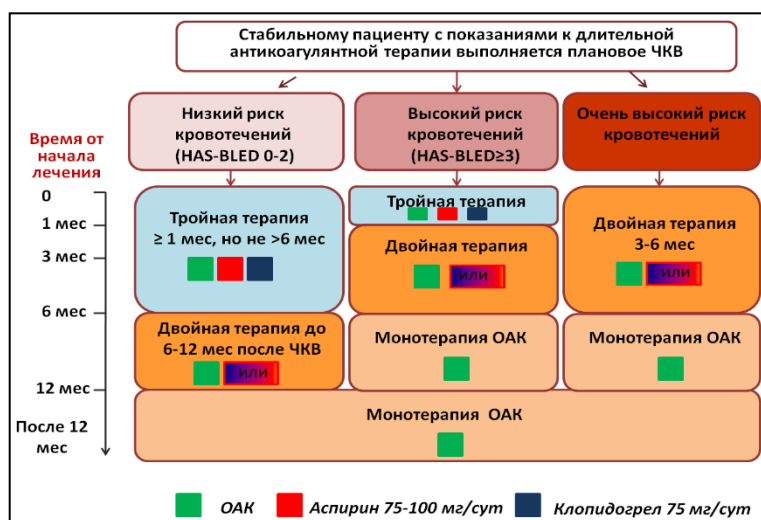 Стабильному пациенту с показаниями к длительной
антикоагулянтной терапии выполняется плановое ЧКВ
Низкий риск
кровотечений
(HAS-BLED 0-2)
Высокий риск
кровотечений
(HAS-BLED≥3)
Очень высокий риск
кровотечений
Время от
начала
лечения
0
1 мес
3 мес
6 мес
12 мес
После 12
мес
Тройная терапия
≥ 1 мес, но не >6 мес
Двойная терапия до
6-12 мес после ЧКВ
или
Тройная терапия
Двойная терапия
или
Монотерапия ОАК
Двойная терапия
3-6 мес
или
Монотерапия ОАК
Монотерапия ОАК
ОАК
Аспирин 75-100 мг/сут
Клопидогрел 75 мг/сут